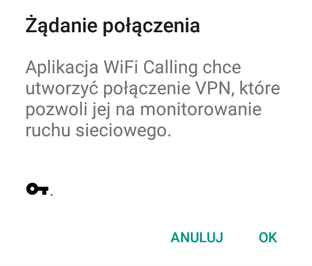 Żądanie połączenia
Aplikacja WiFi Calling chce
utworzyć połączenie VPN, które
pozwoli jej na monitorowanie
ruchu sieciowego.
.
ANULUJ OK